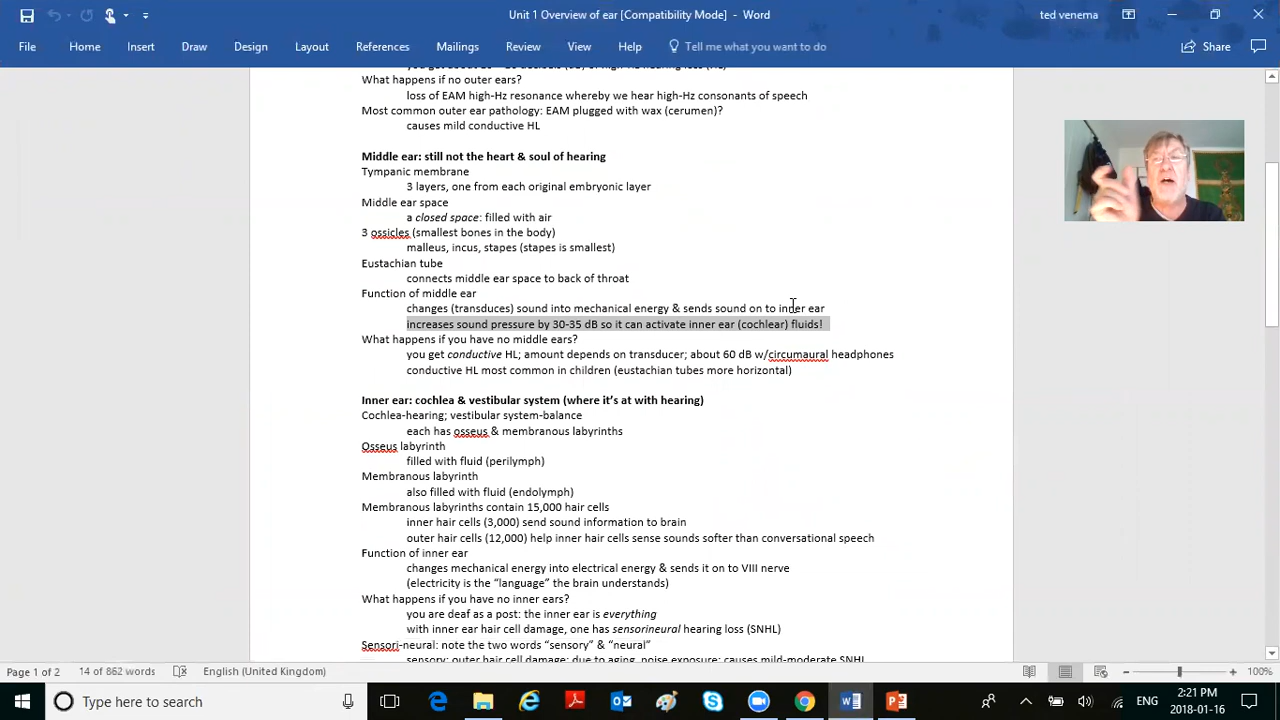 Unit 1 Overview of ear [Compatibility Mode] - Word
ted venema
File Home Insert Draw Design Layout References Mailings Review View Help Tell me what you want to do Share
What happens if no outer ears?
loss of EAM high-Hz resonance whereby we hear high-Hz consonants of speech
Most common outer ear pathology: EAM plugged with wax (cerumen)?
causes mild conductive HL
Middle ear: still not the heart & soul of hearing
Tympanic membrane
3 layers, one from each original embryonic layer
Middle ear space
a closed space: filled with air
3 ossicles (smallest bones in the body)
malleus, incus, stapes (stapes is smallest)
Eustachian tube
connects middle ear space to back of throat
Function of middle ear
changes (transduces) sound into mechanical energy & sends sound on to inner ear
increases sound pressure by 30-35 dB so it can activate inner ear (cochlear) fluids!
What happens if you have no middle ears?
you get conductive HL; amount depends on transducer; about 60 dB w/circumaural headphones
conductive HL most common in children (eustachian tubes more horizontal)
Inner ear: cochlea & vestibular system (where it's at with hearing)
Cochlea-hearing; vestibular system-balance
each has osseus & membranous labyrinths
Osseus labyrinth
filled with fluid (perilymph)
Membranous labyrinth
also filled with fluid (endolymph)
Membranous labyrinths contain 15,000 hair cells
inner hair cells (3,000) send sound information to brain
outer hair cells (12,000) help inner hair cells sense sounds softer than conversational speech
Function of inner ear
changes mechanical energy into electrical energy & sends it on to VIII nerve
(electricity is the “language” the brain understands)
What happens if you have no inner ears?
you are deaf as a post: the inner ear is everything
with inner ear hair cell damage, one has sensorineural hearing loss (SNHL)
Sensori-neural: note the two words “sensory” & “neural”
sensory: outer hair cell damage, due to aging, noise exposure; causes mild-moderate SNHL
Page 1 of 2 14 of 862 words English (United Kingdom) 100%
Type here to search
ENG
2:21 PM
2018-01-16